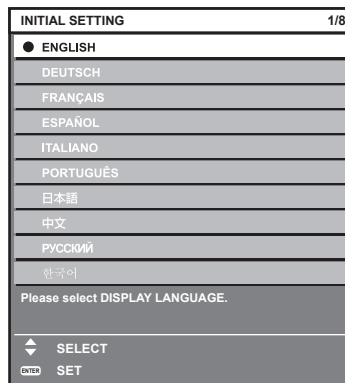 INITIAL SETTING 1/8
ENGLISH
DEUTSCH
FRANÇAIS
ESPAÑOL
ITALIANO
PORTUGUÊS
日本語
中文
РУССКИЙ
한국어
Please select DISPLAY LANGUAGE.
SELECT
ENTER SET